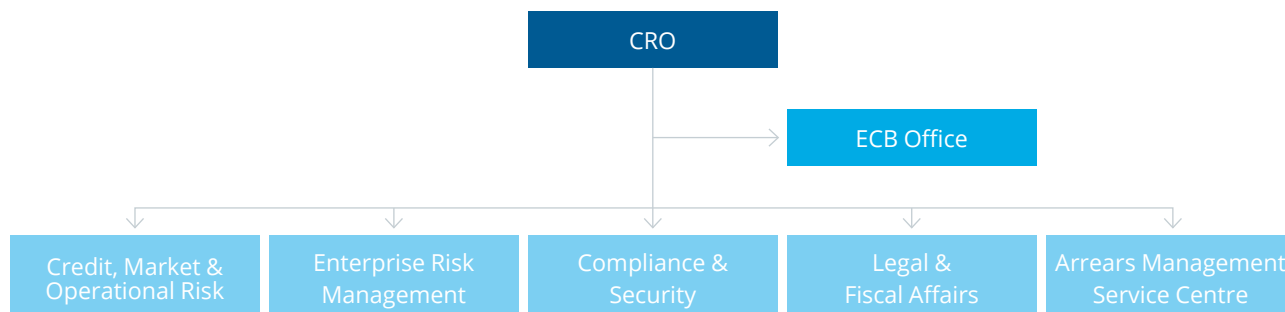 CRO
ECB Office
Credit, Market &
Operational Risk
Enterprise Risk
Management
Compliance &
Security
Legal &
Fiscal Affairs
Arrears Management
Service Centre